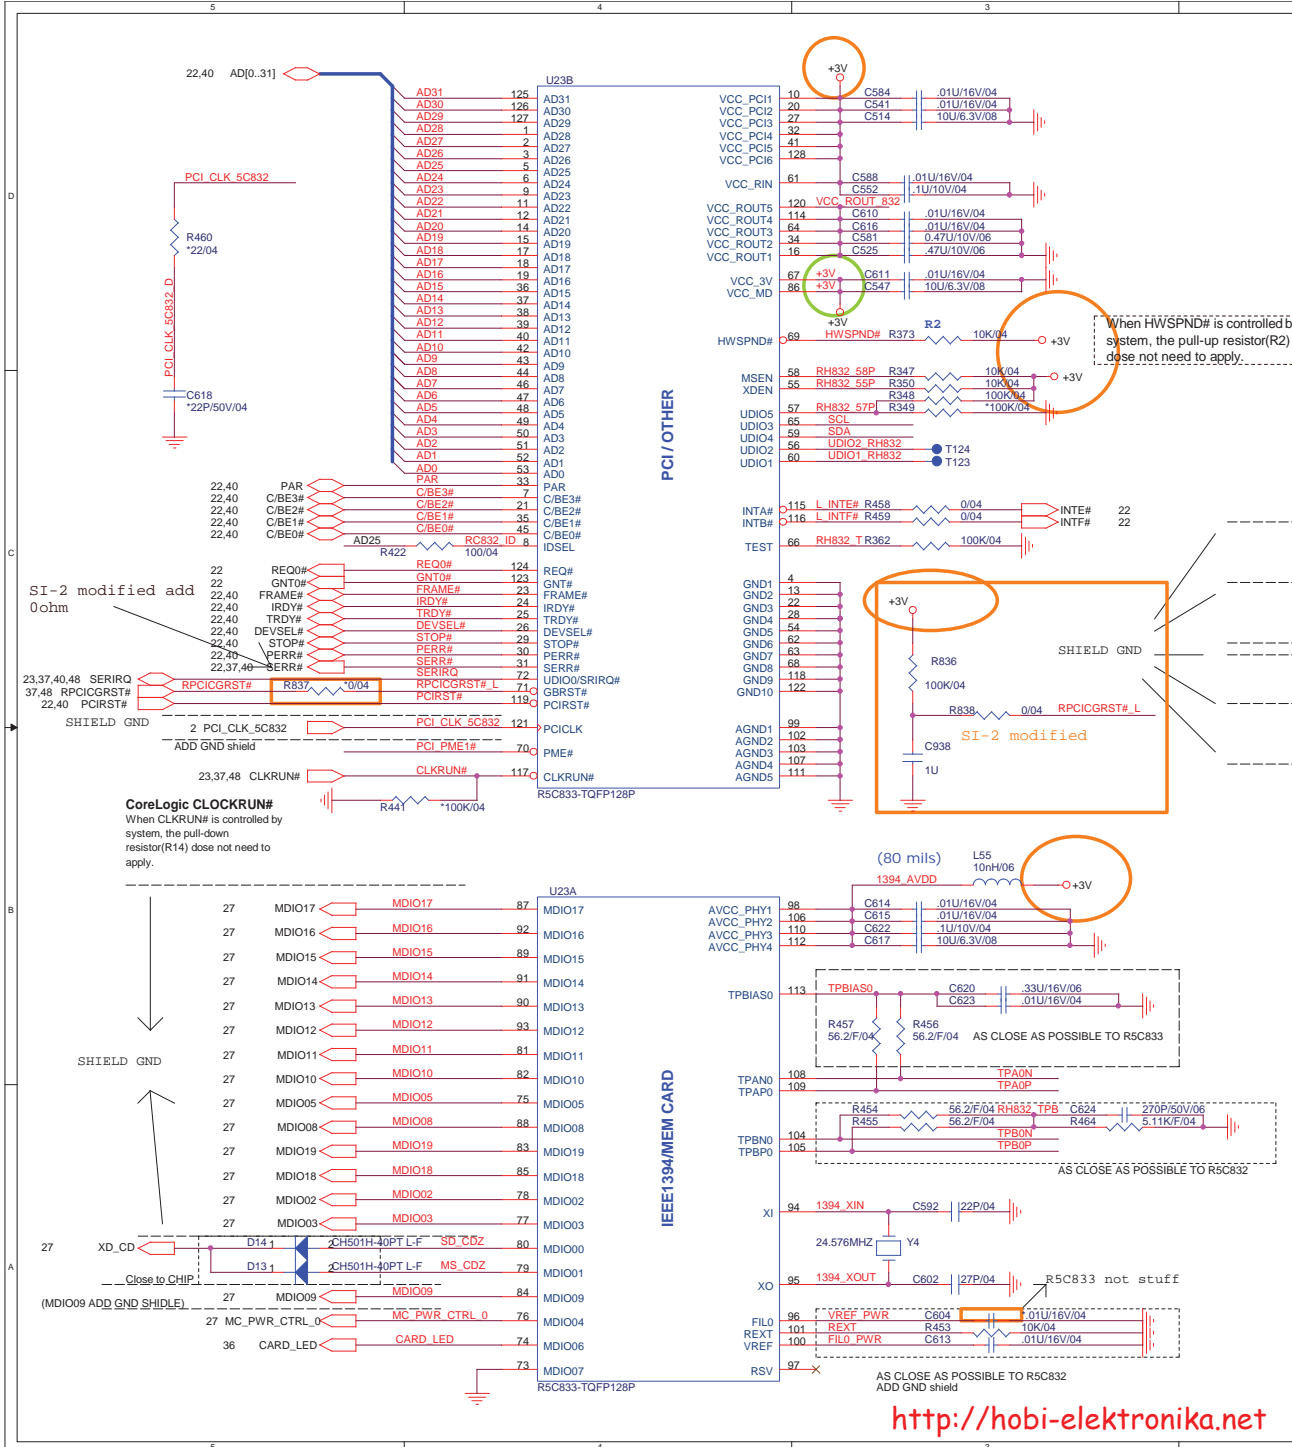 5 4 3
22,40 AD[0..31]
U23B
+3V
AD31 125 AD31 VCC_PCI1 10 C584 .01U/16V/04
AD30 126 AD30 VCC_PCI2 20 C541 .01U/16V/04
AD29 127 AD29 VCC_PCI3 27 C514 10U/6.3V/08
AD28 1 AD28 VCC_PCI4 32
AD27 2 AD27 VCC_PCI5 41
AD26 3 AD26 VCC_PCI6 128
AD25 5 AD25
PCI_CLK_5C832
AD24 6 AD24 VCC_RIN 61 C588 .01U/16V/04
D
AD23 9 AD23 C552 .1U/10V/04
AD22 11 AD22 VCC_ROUT5 120 VCC_ROUT_832
AD21 12 AD21 VCC_ROUT4 114 C610 .01U/16V/04
AD20 14 AD20 VCC_ROUT3 64 C616 .01U/16V/04
R460
*22/04
AD19 15 AD19 VCC_ROUT2 34 C581 0.47U/10V/06
AD18 17 AD18 VCC_ROUT1 16 C525 .47U/10V/06
AD17 18 AD17
AD16 19 AD16 VCC_3V 67 +3V C611 .01U/16V/04
AD15 36 AD15 VCC_MD 86 +3V C547 10U/6.3V/08
PCI_CLK_5C832_D
AD14 37 AD14
AD13 38 AD13
+3V
AD12 39 AD12
AD11 40 AD11 HWSPND# 69 HWSPND# R373 R2 10K/04 +3V
When HWSPND# is controlled b
system, the pull-up resistor(R2)
dose not need to apply.
AD10 42 AD10
AD9 43 AD9
AD8 44 AD8 MSEN 58 RH832_58P R347 10K/04 +3V
AD7 46 AD7 XDEN 55 RH832_55P R350 10K/04
C618
*22P/50V/04
AD6 47 AD6 R348 100K/04
AD5 48 AD5 UDIO5 57 RH832_57P R349 *100K/04
AD4 49 AD4 UDIO3 65 SCL
AD3 50 AD3 UDIO4 59 SDA
AD2 51 AD2 UDIO2 56 UDIO2_RH832 T124
AD1 52 AD1 UDIO1 60 UDIO1_RH832 T123
AD0 53 AD0
PCI / OTHER
22,40 PAR PAR 33 PAR
22,40 C/BE3# C/BE3# 7 C/BE3#
22,40 C/BE2# C/BE2# 21 C/BE2# INTA# 115 L_INTE# R458 0/04 INTE# 22
22,40 C/BE1# C/BE1# 35 C/BE1# INTB# 116 L_INTF# R459 0/04 INTF# 22
22,40 C/BE0# C/BE0# 45 C/BE0#
AD25 R422 100/04 RC832_ID 8 IDSEL TEST 66 RH832_T R362 100K/04
C
22 REQ0# REQ0# 124 REQ# GND1 4
22 GNT0# GNT0# 123 GNT# GND2 13
22,40 FRAME# FRAME# 23 FRAME# GND3 22
22,40 IRDY# IRDY# 24 IRDY# GND4 28
22,40 TRDY# TRDY# 25 TRDY# GND5 54
22,40 DEVSEL# DEVSEL# 26 DEVSEL# GND6 62
22,40 STOP# STOP# 29 STOP# GND7 63
22,40 PERR# PERR# 30 PERR# GND8 68
22,37,40 SERR# SERR# 31 SERR# GND9 118
23,37,40,48 SERIRQ SERIRQ 72 UDIO0/SRIRQ# GND10 122
37,48 RPCICGRST# RPCICGRST# R837 *0/04 RPCICGRST#_L 71 GBRST#
22,40 PCIRST# PCIRST# 119 PCIRST#
SI-2 modified add
0ohm
+3V
R836
100K/04
SHIELD GND
R838 0/04 RPCICGRST#_L
SI-2 modified
C938
1U
SHIELD GND
2 PCI_CLK_5C832 PCI_CLK_5C832 121 PCICLK AGND1 99
ADD GND shield
AGND2 102
PCI_PME1# 70 PME# AGND3 103
AGND4 107
23,37,48 CLKRUN# CLKRUN# 117 CLKRUN# AGND5 111
R441 *100K/04
R5C833-TQFP128P
CoreLogic CLOCKRUN#
When CLKRUN# is controlled by
system, the pull-down
resistor(R14) dose not need to
apply.
(80 mils)
L55
10nH/06
1394_AVDD +3V
U23A
B
27 MDIO17 MDIO17 87 MDIO17 AVCC_PHY1 98 C614 .01U/16V/04
AVCC_PHY2 106 C615 .01U/16V/04
27 MDIO16 MDIO16 92 MDIO16 AVCC_PHY3 110 C622 .1U/10V/04
AVCC_PHY4 112 C617 10U/6.3V/08
27 MDIO15 MDIO15 89 MDIO15
27 MDIO14 MDIO14 91 MDIO14
27 MDIO13 MDIO13 90 MDIO13 TPBIAS0 113 TPBIAS0 C620 .33U/16V/06
C623 .01U/16V/04
27 MDIO12 MDIO12 93 MDIO12
R457
56.2/F/04
R456
56.2/F/04
AS CLOSE AS POSSIBLE TO R5C833
27 MDIO11 MDIO11 81 MDIO11
SHIELD GND
27 MDIO10 MDIO10 82 MDIO10 TPAN0 108 TPA0N
TPAP0 109 TPA0P
27 MDIO05 MDIO05 75 MDIO05
R454 56.2/F/04 RH832_TPB C624 270P/50V/06
R455 56.2/F/04 R464 5.11K/F/04
27 MDIO08 MDIO08 88 MDIO08 TPBN0 104 TPB0N
27 MDIO19 MDIO19 83 MDIO19 TPBP0 105 TPB0P
AS CLOSE AS POSSIBLE TO R5C832
27 MDIO18 MDIO18 85 MDIO18
27 MDIO02 MDIO02 78 MDIO02
IEEE1394/MEM CARD
27 MDIO03 MDIO03 77 MDIO03 XI 94 1394_XIN C592 22P/04
27 XD_CD D14 1 2 CH501H-40PT L-F SD_CDZ 80 MDIO00
24.576MHZ Y4
A
D13 1 2 CH501H-40PT L-F MS_CDZ 79 MDIO01
Close to CHIP
XO 95 1394_XOUT C602 27P/04
R5C833 not stuff
27 MDIO09 MDIO09 84 MDIO09
(MDIO09 ADD GND SHIDLE)
27 MC_PWR_CTRL_0 MC_PWR_CTRL_0 76 MDIO04 FIL0 96 VREF_PWR C604 *.01U/16V/04
REXT 101 REXT R453 10K/04
36 CARD_LED CARD_LED 74 MDIO06 VREF 100 FIL0_PWR C613 .01U/16V/04
73 MDIO07 RSV 97
R5C833-TQFP128P
AS CLOSE AS POSSIBLE TO R5C832
ADD GND shield
http://hobi-elektronika.net
5 4 3